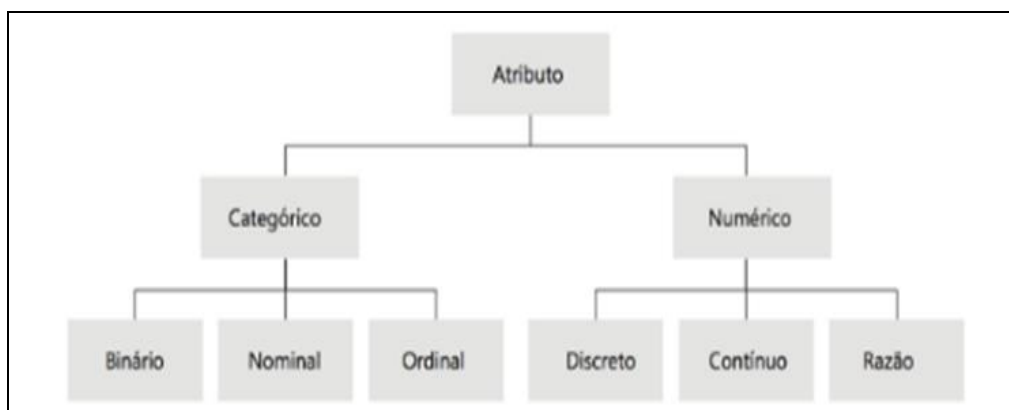 Atributo
Categórico Numérico
Binário Nominal Ordinal Discreto Contínuo Razão